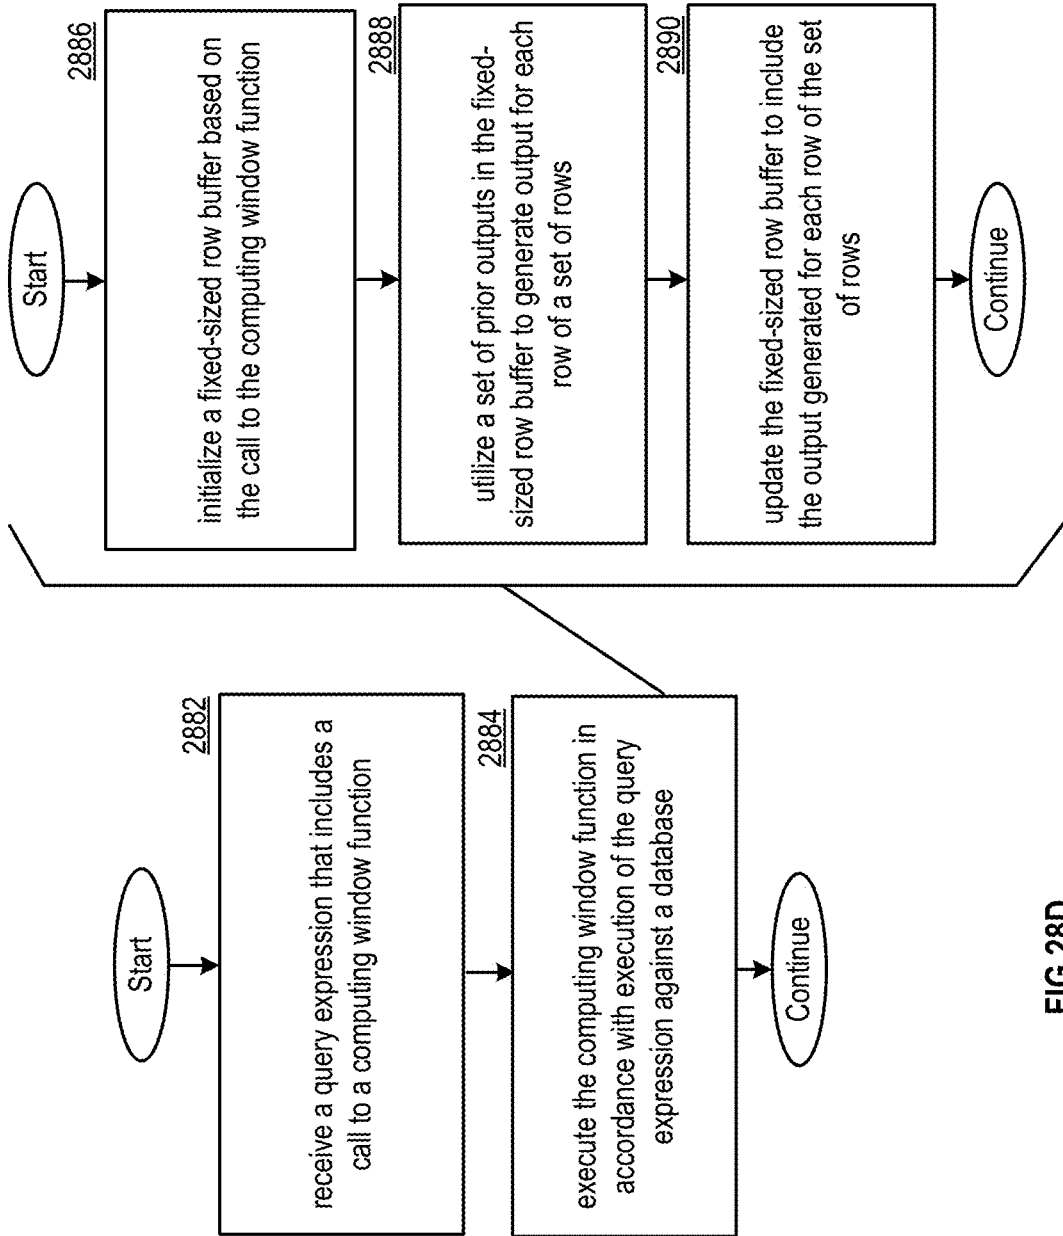 Start
2882
receive a query expression that includes a
call to a computing window function
2884
execute the computing window function in
accordance with execution of the query
expression against a database
Continue
Start
2886
initialize a fixed-sized row buffer based on
the call to the computing window function
2888
utilize a set of prior outputs in the fixed-
sized row buffer to generate output for each
row of a set of rows
2890
update the fixed-sized row buffer to include
the output generated for each row of the set
of rows
Continue
FIG. 28D